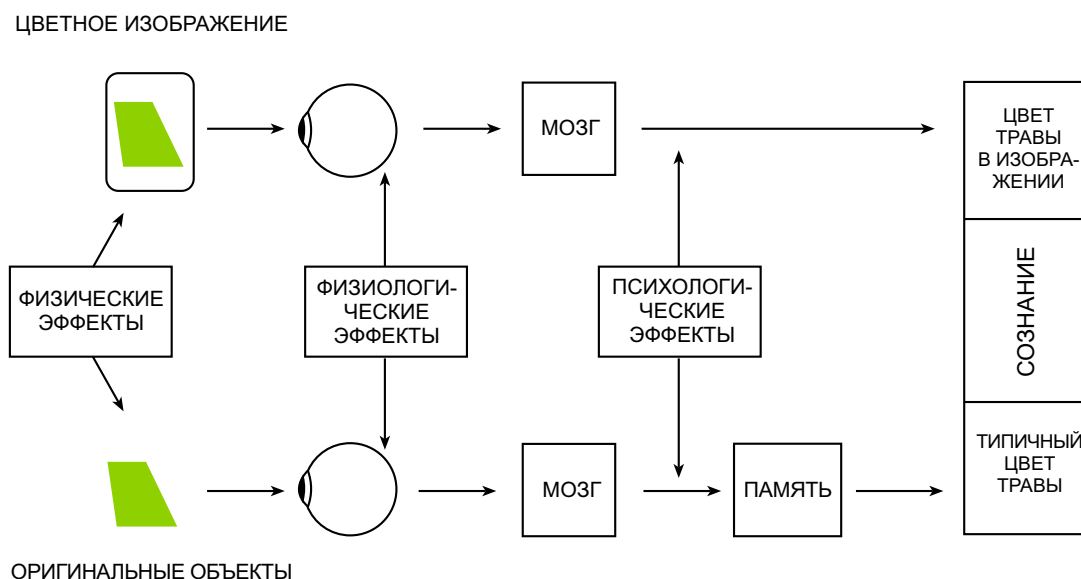 ЦВЕТНОЕ ИЗОБРАЖЕНИЕ
МОЗГ
ЦВЕТ
ТРАВЫ
В ИЗОБРА-
ЖЕНИИ
ФИЗИЧЕСКИЕ
ЭФФЕКТЫ
ФИЗИОЛОГИ-
ЧЕСКИЕ
ЭФФЕКТЫ
ПСИХОЛОГИ-
ЧЕСКИЕ
ЭФФЕКТЫ
СОЗНАНИЕ
МОЗГ
ПАМЯТЬ
ТИПИЧНЫЙ
ЦВЕТ
ТРАВЫ
ОРИГИНАЛЬНЫЕ ОБЪЕКТЫ